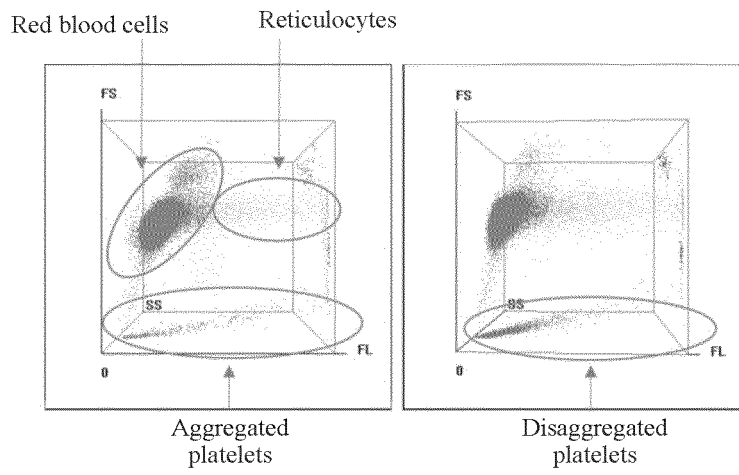 Red blood cells
Reticulocytes
FS
SS
FL
0
Aggregated
platelets
FS
SS
FL
0
Disaggregated
platelets